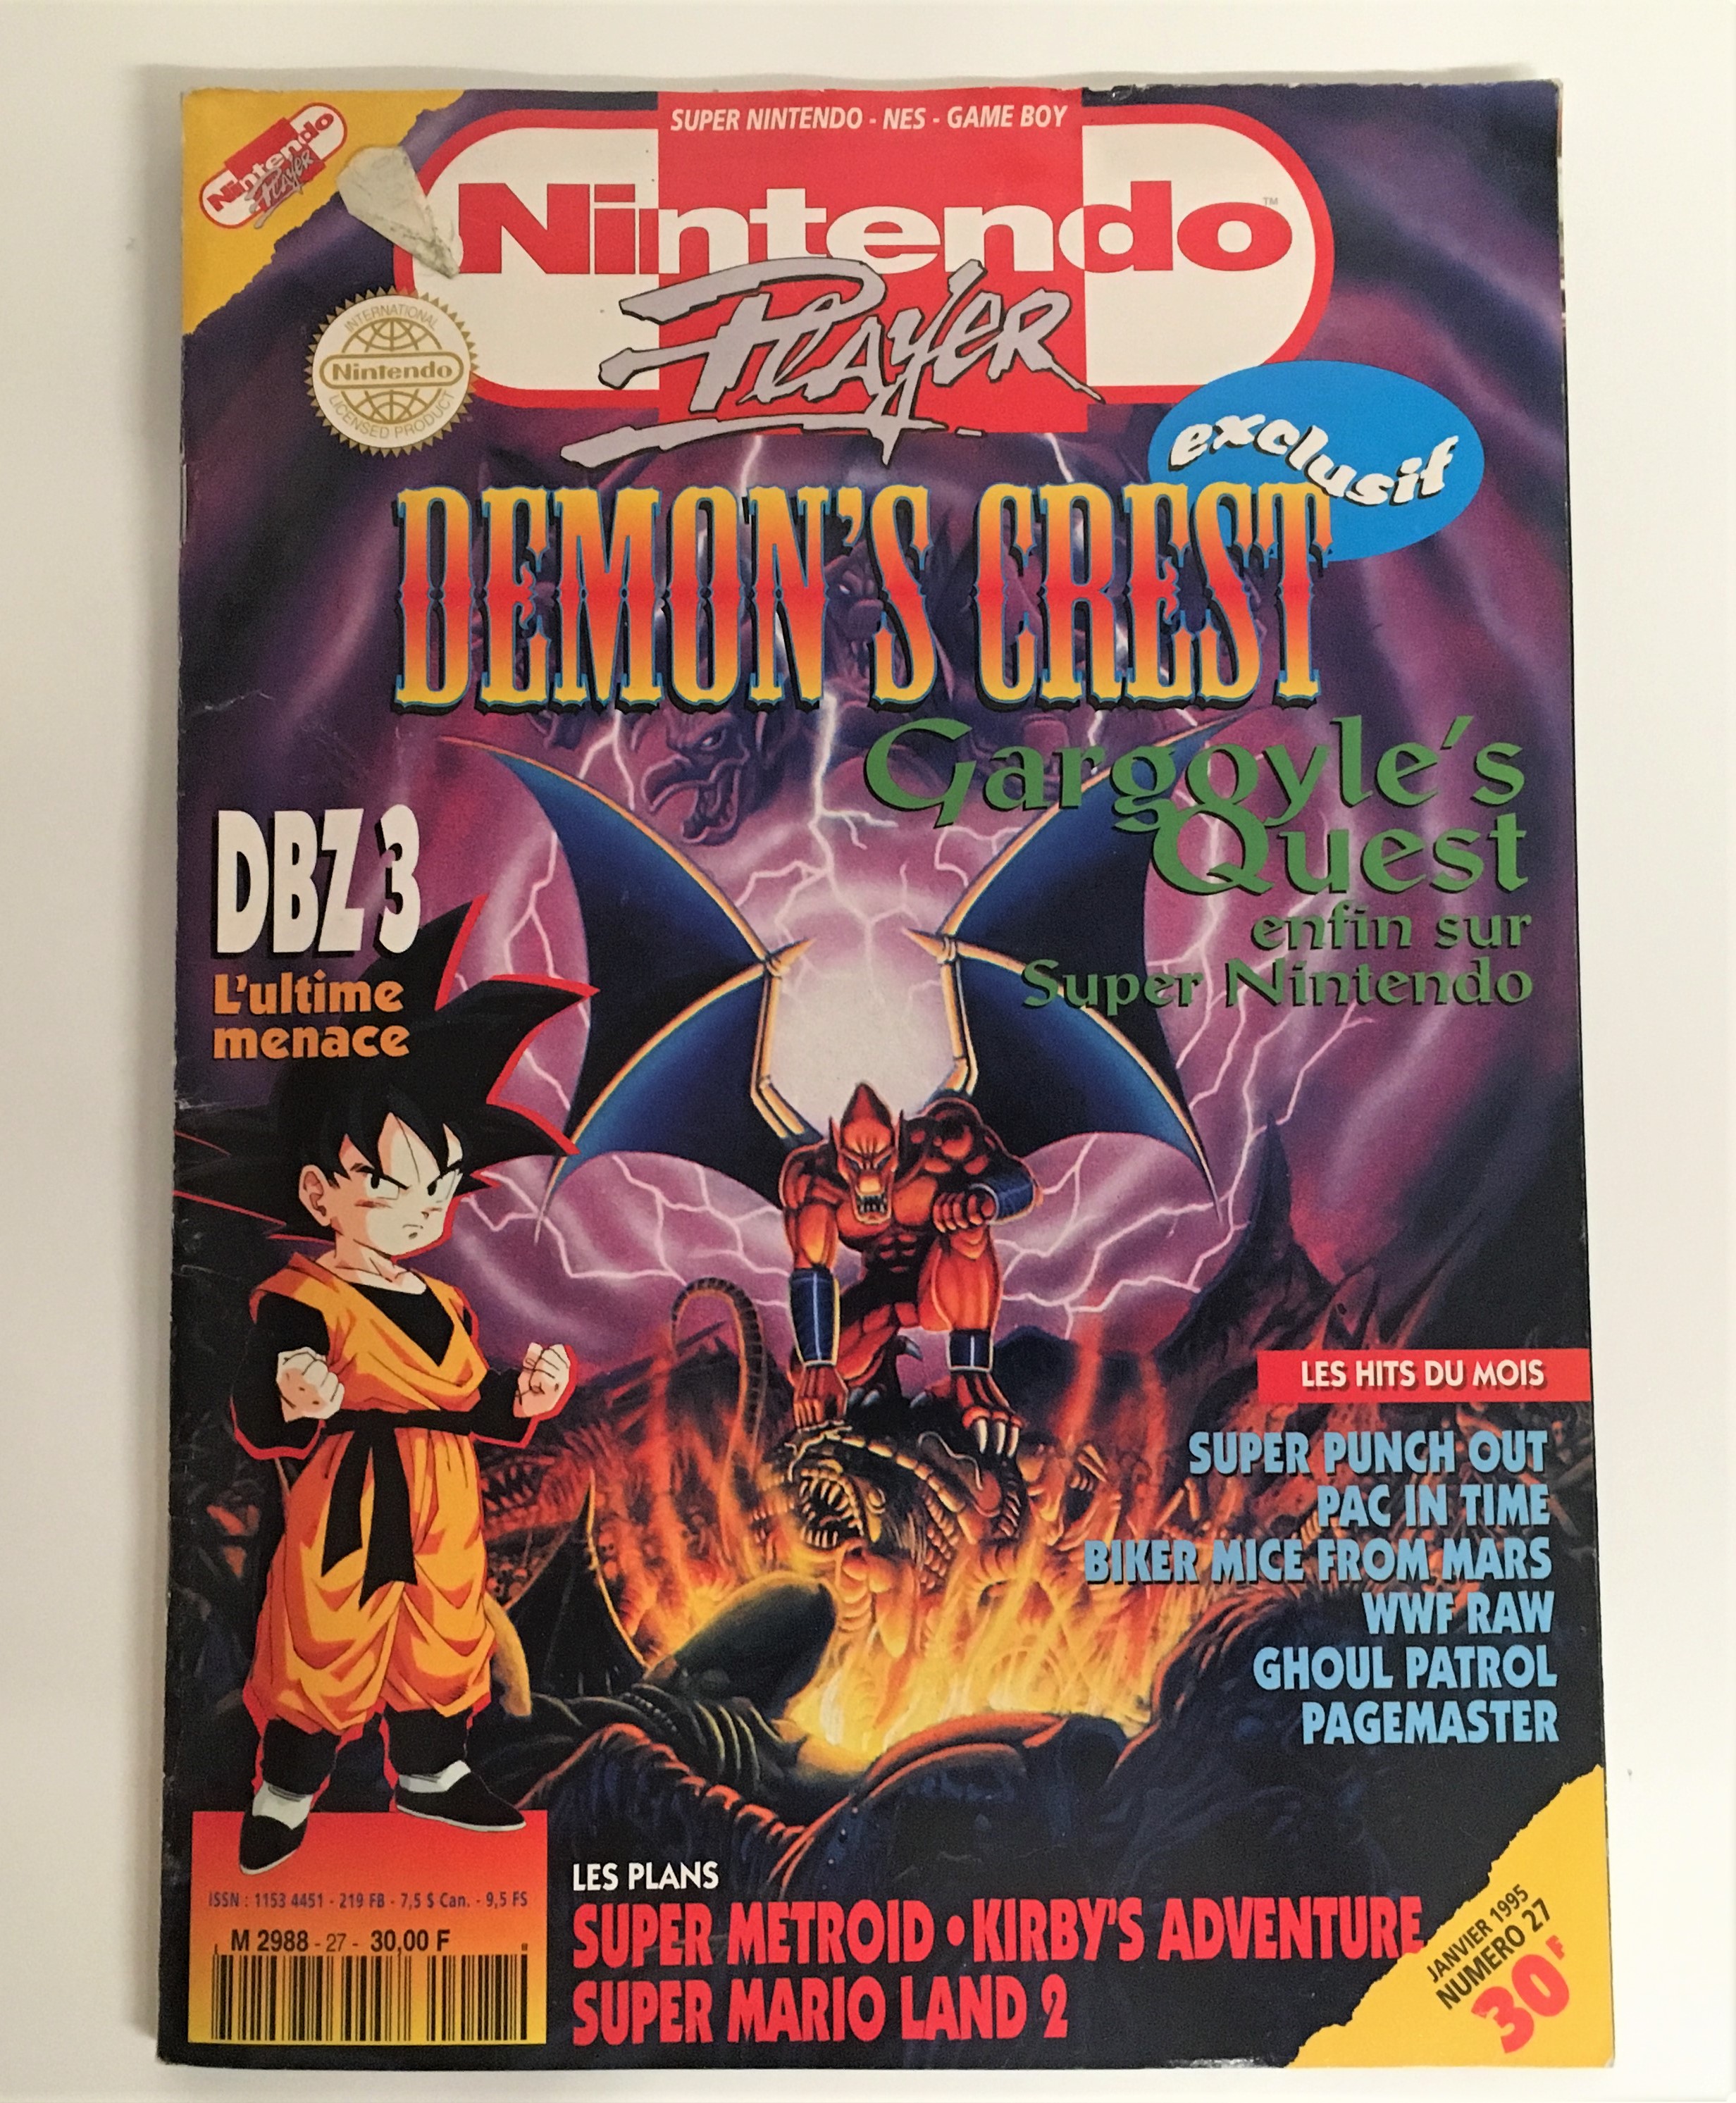 Nintendo
Player
SUPER NINTENDO - NES - GAME BOY
Nintendo™
Player
INTERNATIONAL
Nintendo
LICENSED PRODUCT
exclusif
DEMON'S CREST
Gargoyle's
Quest
enfin sur
Super Nintendo
DBZ 3
L'ultime
menace
LES HITS DU MOIS
SUPER PUNCH OUT
PAC IN TIME
BIKER MICE FROM MARS
WWF RAW
GHOUL PATROL
PAGEMASTER
ISSN : 1153 4451 - 219 FB - 7,5 $ Can. - 9,5 FS
M 2988 - 27 - 30,00 F
LES PLANS
SUPER METROID • KIRBY'S ADVENTURE
SUPER MARIO LAND 2
JANVIER 1995
NUMERO 27
30F